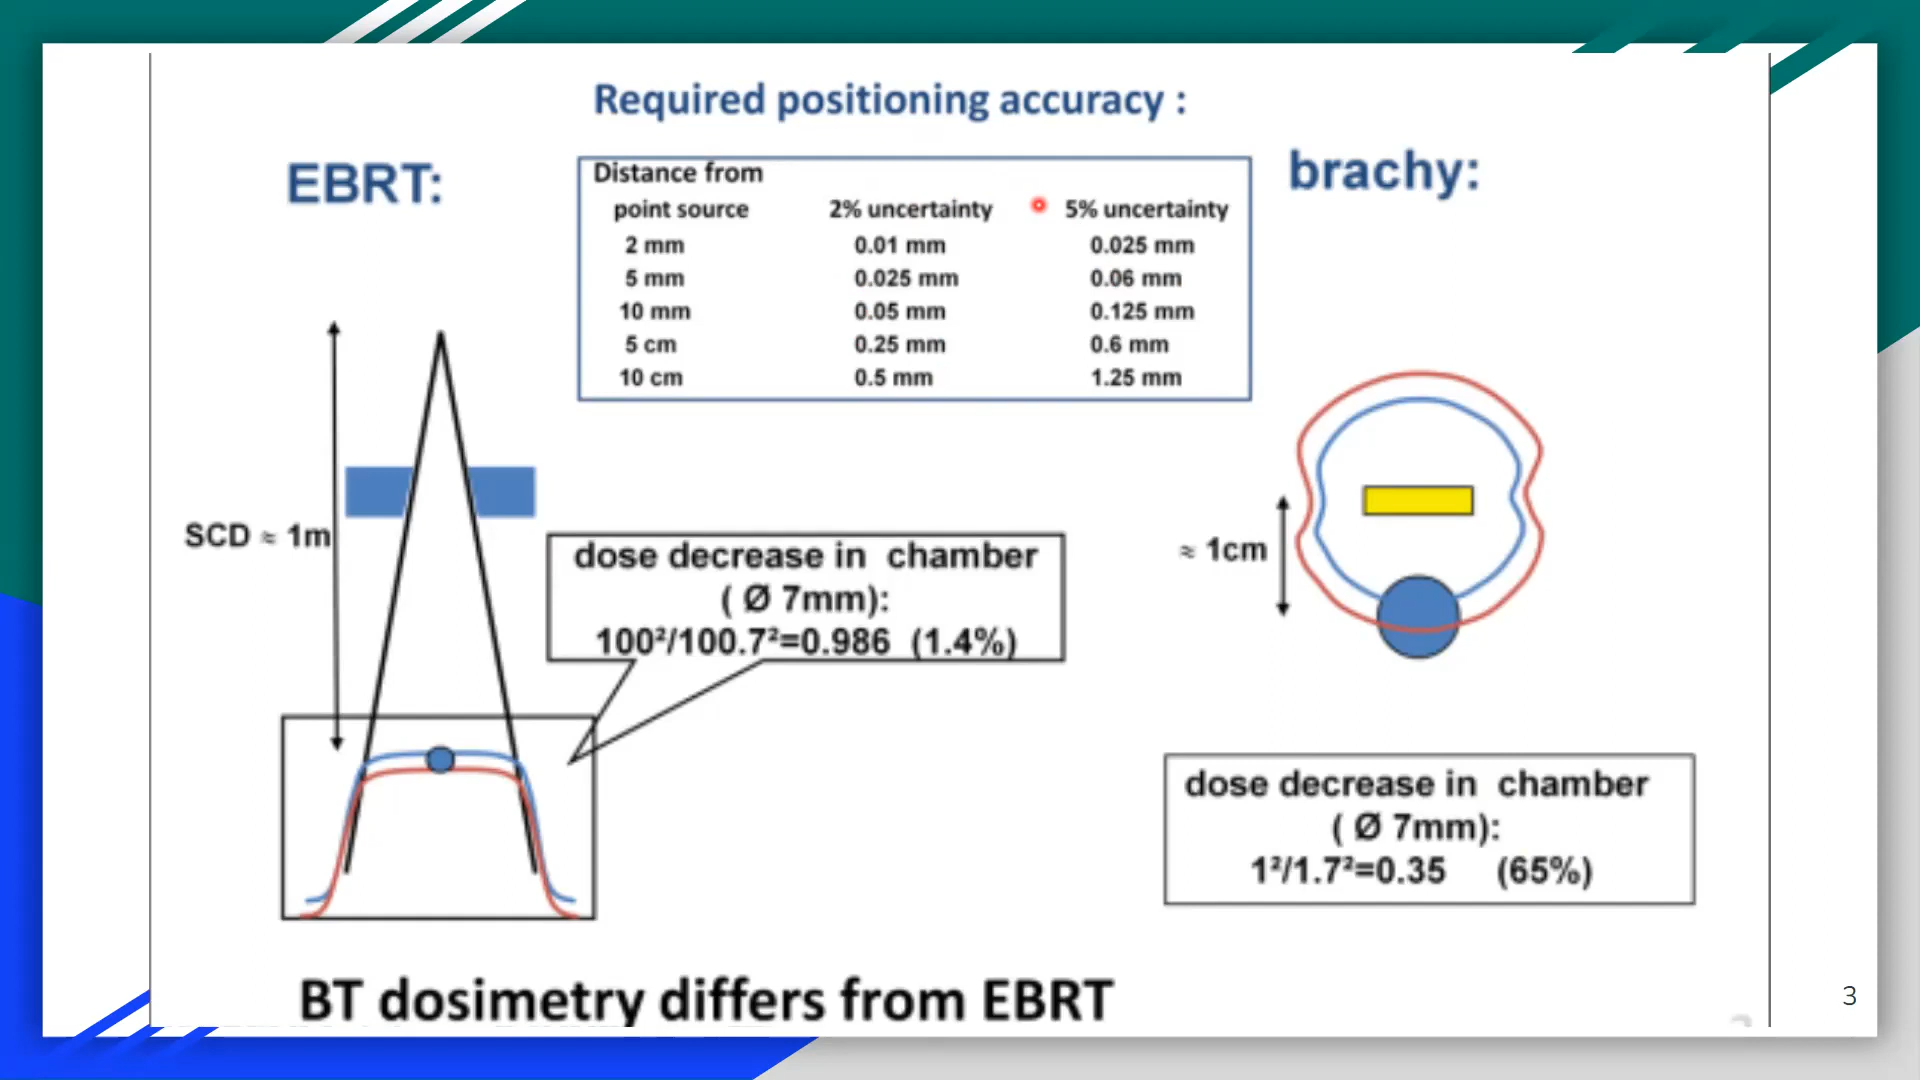 Required positioning accuracy :
EBRT:
brachy:
Distance from
point source 2% uncertainty 5% uncertainty
2 mm 0.01 mm 0.025 mm
5 mm 0.025 mm 0.06 mm
10 mm 0.05 mm 0.125 mm
5 cm 0.25 mm 0.6 mm
10 cm 0.5 mm 1.25 mm
SCD ≈ 1m
dose decrease in chamber
( Ø 7mm):
100²/100.7²=0.986 (1.4%)
≈ 1cm
dose decrease in chamber
( Ø 7mm):
1²/1.7²=0.35 (65%)
BT dosimetry differs from EBRT
3